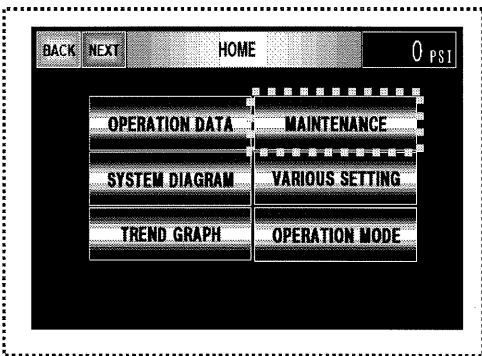 BACK NEXT HOME 0 PSI
OPERATION DATA MAINTENANCE
SYSTEM DIAGRAM VARIOUS SETTING
TREND GRAPH OPERATION MODE